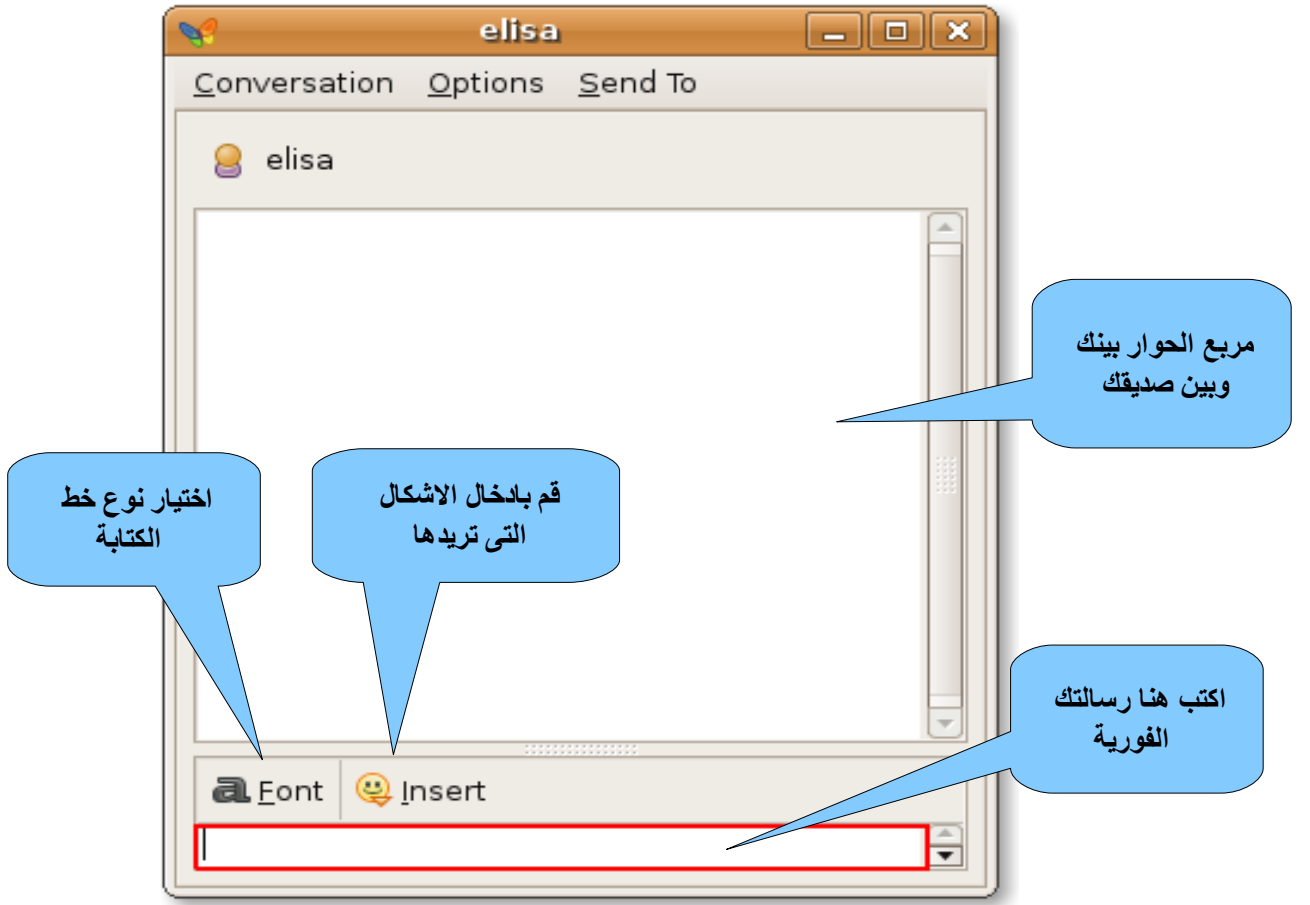 elisa
Conversation Options Send To
elisa
مربع الحوار بينك
وبين صديقك
قم بادخال الاشكال
التى تريدها
اختيار نوع خط
الكتابة
اكتب هنا رسالتك
الفورية
Font Insert